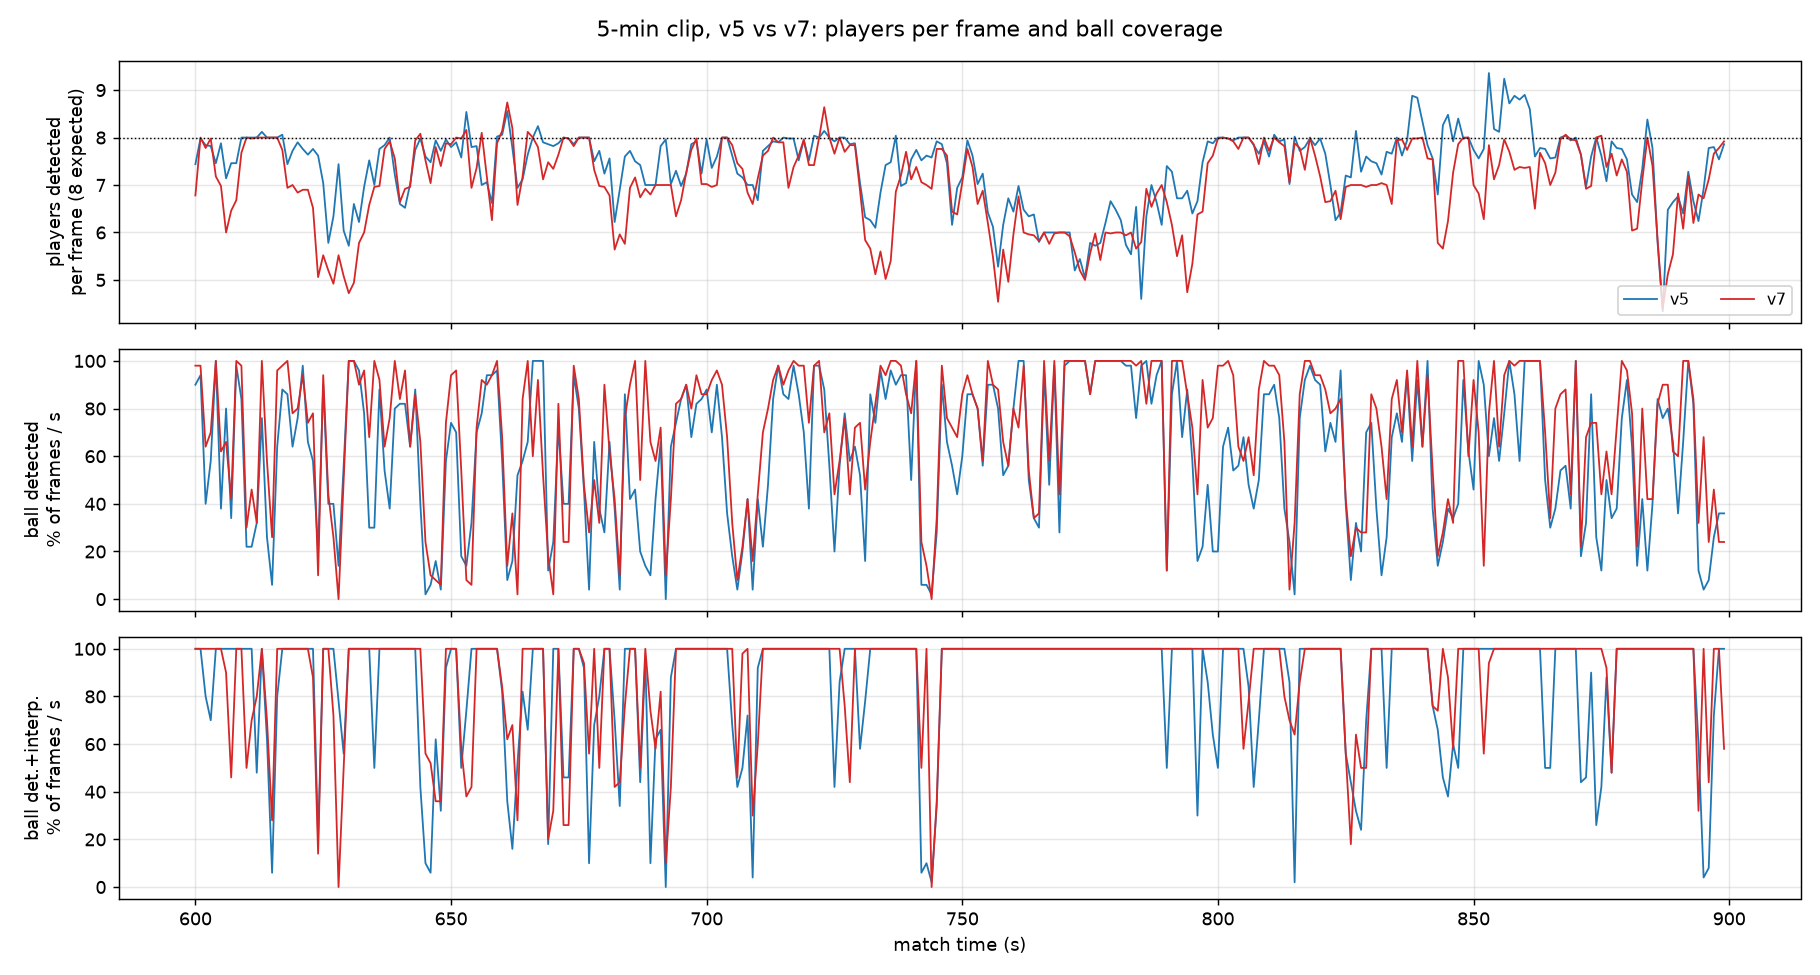 5-min clip, v5 vs v7: players per frame and ball coverage
players detected
per frame (8 expected)
9
8
7
6
5
v5
v7
ball detected
% of frames / s
100
80
60
40
20
0
ball det.+interp.
% of frames / s
100
80
60
40
20
0
600
650
700
750
800
850
900
match time (s)